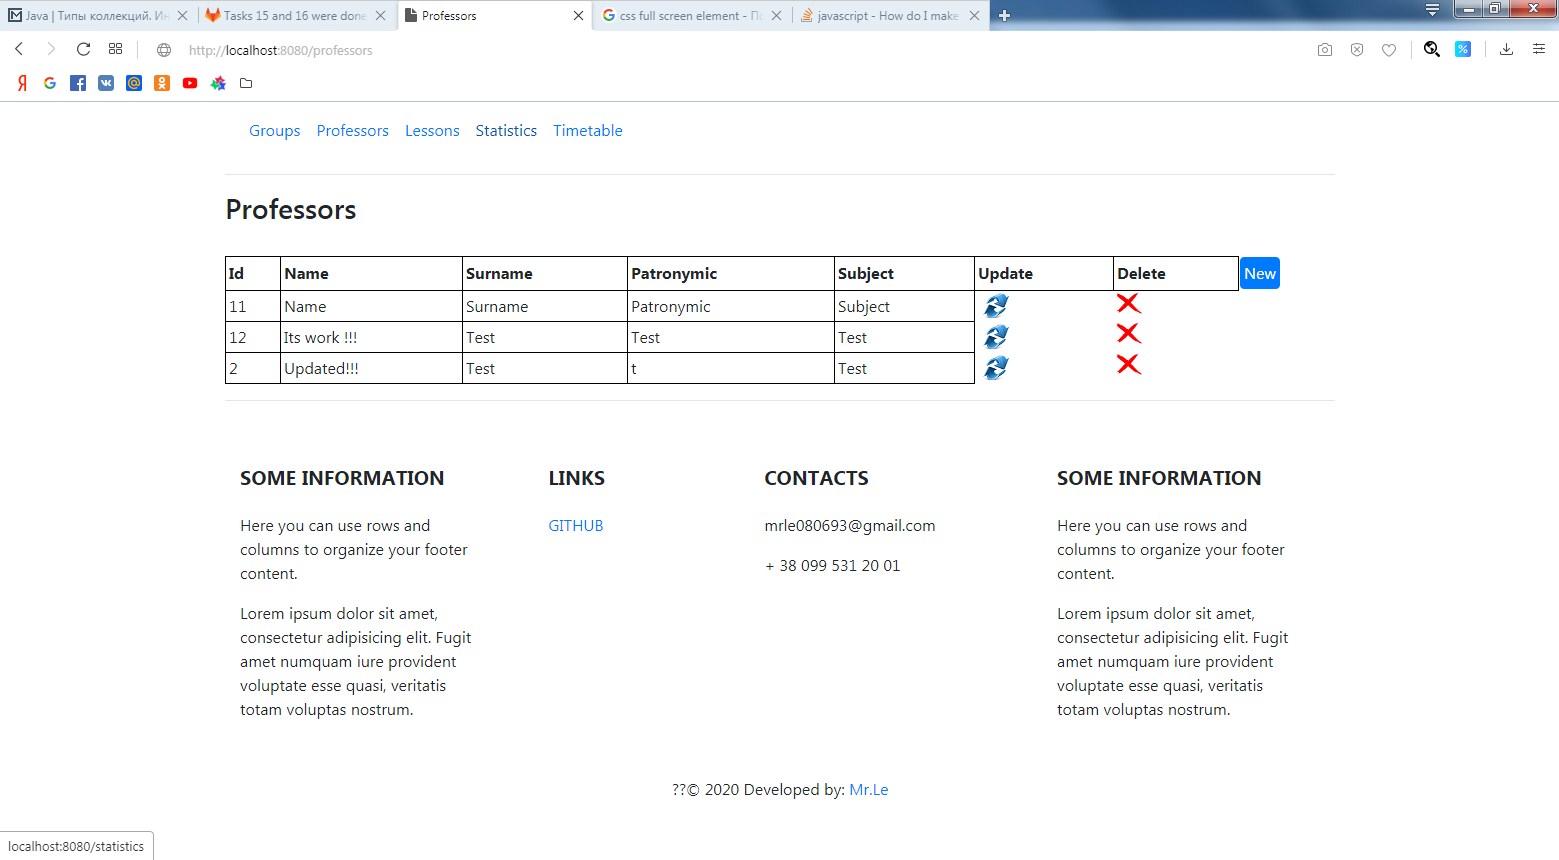 Java | Типы коллекций. Ин
Tasks 15 and 16 were done
Professors
css full screen element - По
javascript - How do I make
http://localhost:8080/professors
Groups Professors Lessons Statistics Timetable
Professors
Id Name Surname Patronymic Subject Update Delete New
11 Name Surname Patronymic Subject
12 Its work !!! Test Test Test
2 Updated!!! Test t Test
SOME INFORMATION
Here you can use rows and
columns to organize your footer
content.
Lorem ipsum dolor sit amet,
consectetur adipisicing elit. Fugit
amet numquam iure provident
voluptate esse quasi, veritatis
totam voluptas nostrum.
LINKS
GITHUB
CONTACTS
mrle080693@gmail.com
+ 38 099 531 20 01
SOME INFORMATION
Here you can use rows and
columns to organize your footer
content.
Lorem ipsum dolor sit amet,
consectetur adipisicing elit. Fugit
amet numquam iure provident
voluptate esse quasi, veritatis
totam voluptas nostrum.
??© 2020 Developed by: Mr.Le
localhost:8080/statistics